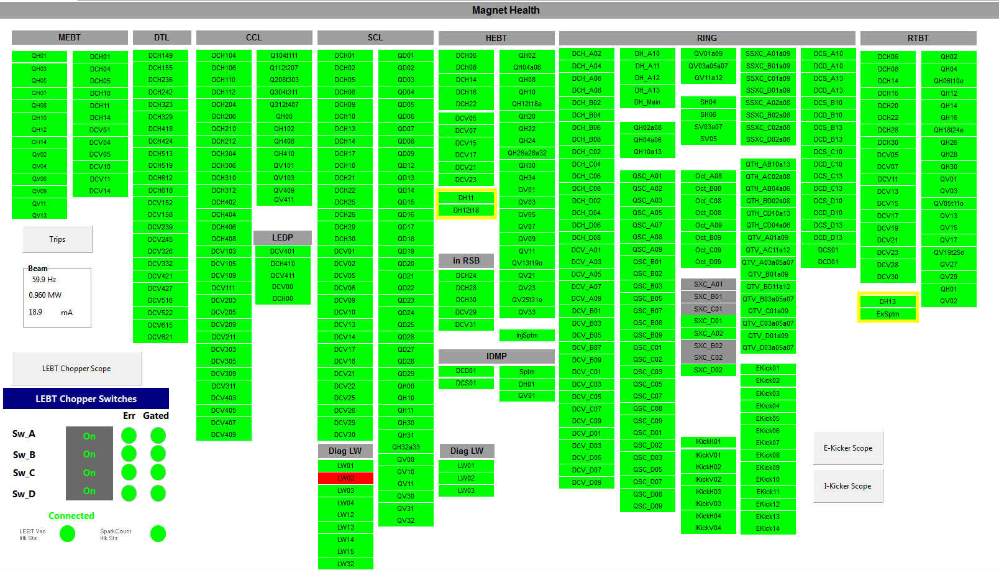 Magnet Health
MEBT
QH01
QH03
QH05
QH07
QH08
QH10
QH12
QH14
QV02
QV04
QV06
QV09
QV11
QV13
DCH01
DCH04
DCH05
DCH10
DCH11
DCH14
DCV01
DCV04
DCV05
DCV10
DCV11
DCV14
Trips
Beam
59.9 Hz
0.960 MW
18.9 mA
LEBT Chopper Scope
LEBT Chopper Switches
Err Gated
Sw_A On
Sw_B On
Sw_C On
Sw_D On
Connected
LEBT Vac
Itlk Sts
SparkCount
Itlk Sts
DTL
DCH149
DCH155
DCH236
DCH242
DCH323
DCH329
DCH418
DCH424
DCH513
DCH519
DCH612
DCH618
DCV152
DCV158
DCV239
DCV245
DCV326
DCV332
DCV421
DCV427
DCV516
DCV522
DCV615
DCV621
CCL
DCH104
DCH106
DCH110
DCH112
DCH204
DCH206
DCH210
DCH212
DCH304
DCH306
DCH310
DCH312
DCH402
DCH404
DCH406
DCH408
DCV103
DCV105
DCV109
DCV111
DCV203
DCV205
DCV209
DCV211
DCV303
DCV305
DCV309
DCV311
DCV403
DCV405
DCV407
DCV409
Q104t111
Q112t207
Q208t303
Q304t311
Q312t407
QH00
QH102
QH408
QH410
QV101
QV103
QV409
QV411
LEDP
DCV401
DCH410
DCV411
DCV00
DCH00
SCL
DCH01
DCH02
DCH05
DCH06
DCH09
DCH10
DCH13
DCH14
DCH17
DCH18
DCH21
DCH22
DCH25
DCH26
DCH29
DCH30
DCV01
DCV02
DCV05
DCV06
DCV09
DCV10
DCV13
DCV14
DCV17
DCV18
DCV21
DCV22
DCV25
DCV26
DCV29
DCV30
Diag LW
LW01
LW02
LW03
LW04
LW12
LW13
LW14
LW15
LW32
QD01
QD02
QD03
QD04
QD05
QD06
QD07
QD08
QD09
QD12
QD13
QD14
QD15
QD16
QD17
QD18
QD19
QD20
QD21
QD22
QD23
QD24
QD25
QD26
QD27
QD28
QD29
QH00
QH10
QH11
QH30
QH31
QH32a33
QV00
QV10
QV11
QV30
QV31
QV32
HEBT
DCH06
DCH08
DCH14
DCH16
DCH22
DCV05
DCV07
DCV15
DCV17
DCV21
DCV23
DH11
DH12t18
in RSB
DCH24
DCH28
DCH30
DCV29
DCV31
QH02
QH04a06
QH08
QH10
QH12t18e
QH20
QH22
QH24
QH26a28a32
QH30
QH34
QV01
QV03
QV05
QV07
QV09
QV11
QV13t19o
QV21
QV23
QV25t31o
QV33
InjSptm
IDMP
DCD01
DCS01
Sptm
DH01
QV01
Diag LW
LW01
LW02
LW03
RING
DCH_A02
DCH_A04
DCH_A06
DCH_A08
DCH_B02
DCH_B04
DCH_B06
DCH_B08
DCH_C02
DCH_C04
DCH_C06
DCH_C08
DCH_D02
DCH_D04
DCH_D06
DCH_D08
DCV_A01
DCV_A03
DCV_A05
DCV_A07
DCV_A09
DCV_B01
DCV_B03
DCV_B05
DCV_B07
DCV_B09
DCV_C01
DCV_C03
DCV_C05
DCV_C07
DCV_C09
DCV_D01
DCV_D03
DCV_D05
DCV_D07
DCV_D09
DH_A10
DH_A11
DH_A12
DH_A13
DH_Main
QH02a08
QH04a06
QH10a13
QSC_A01
QSC_A02
QSC_A03
QSC_A05
QSC_A07
QSC_A08
QSC_A09
QSC_B01
QSC_B02
QSC_B03
QSC_B05
QSC_B07
QSC_B08
QSC_B09
QSC_C01
QSC_C02
QSC_C03
QSC_C05
QSC_C07
QSC_C08
QSC_C09
QSC_D01
QSC_D02
QSC_D03
QSC_D05
QSC_D07
QSC_D08
QSC_D09
QV01a09
QV03a05a07
QV11a12
SH04
SH06
SV03a07
SV05
Oct_A08
Oct_B08
Oct_C08
Oct_D08
Oct_A09
Oct_B09
Oct_C09
Oct_D09
SXC_A01
SXC_B01
SXC_C01
SXC_D01
SXC_A02
SXC_B02
SXC_C02
SXC_D02
IKickH01
IKickV01
IKickH02
IKickV02
IKickH03
IKickV03
IKickH04
IKickV04
SSXC_A01a09
SSXC_B01a09
SSXC_C01a09
SSXC_D01a09
SSXC_A02a08
SSXC_B02a08
SSXC_C02a08
SSXC_D02a08
QTH_AB10a13
QTH_AC02a08
QTH_AB04a06
QTH_BD02a08
QTH_CD10a13
QTH_CD04a06
QTV_A01a09
QTV_AC11a12
QTV_A03a05a07
QTV_B01a09
QTV_BD11a12
QTV_B03a05a07
QTV_C01a09
QTV_C03a05a07
QTV_D01a09
QTV_D03a05a07
EKick01
EKick02
EKick03
EKick04
EKick05
EKick06
EKick07
EKick08
EKick09
EKick10
EKick11
EKick12
EKick13
EKick14
DCS_A10
DCD_A10
DCS_A13
DCD_A13
DCS_B10
DCD_B10
DCS_B13
DCD_B13
DCS_C10
DCD_C10
DCS_C13
DCD_C13
DCS_D10
DCD_D10
DCS_D13
DCD_D13
DCS01
DCD01
E-Kicker Scope
I-Kicker Scope
RTBT
DCH06
DCH08
DCH14
DCH16
DCH20
DCH22
DCH28
DCH30
DCV05
DCV07
DCV11
DCV13
DCV15
DCV17
DCV19
DCV21
DCV23
DCV28
DCV30
DH13
ExSptm
QH02
QH04
QH06t10e
QH12
QH14
QH16
QH18t24e
QH26
QH28
QH30
QV01
QV03
QV05t11o
QV13
QV15
QV17
QV19t25o
QV27
QV29
QH01
QV02